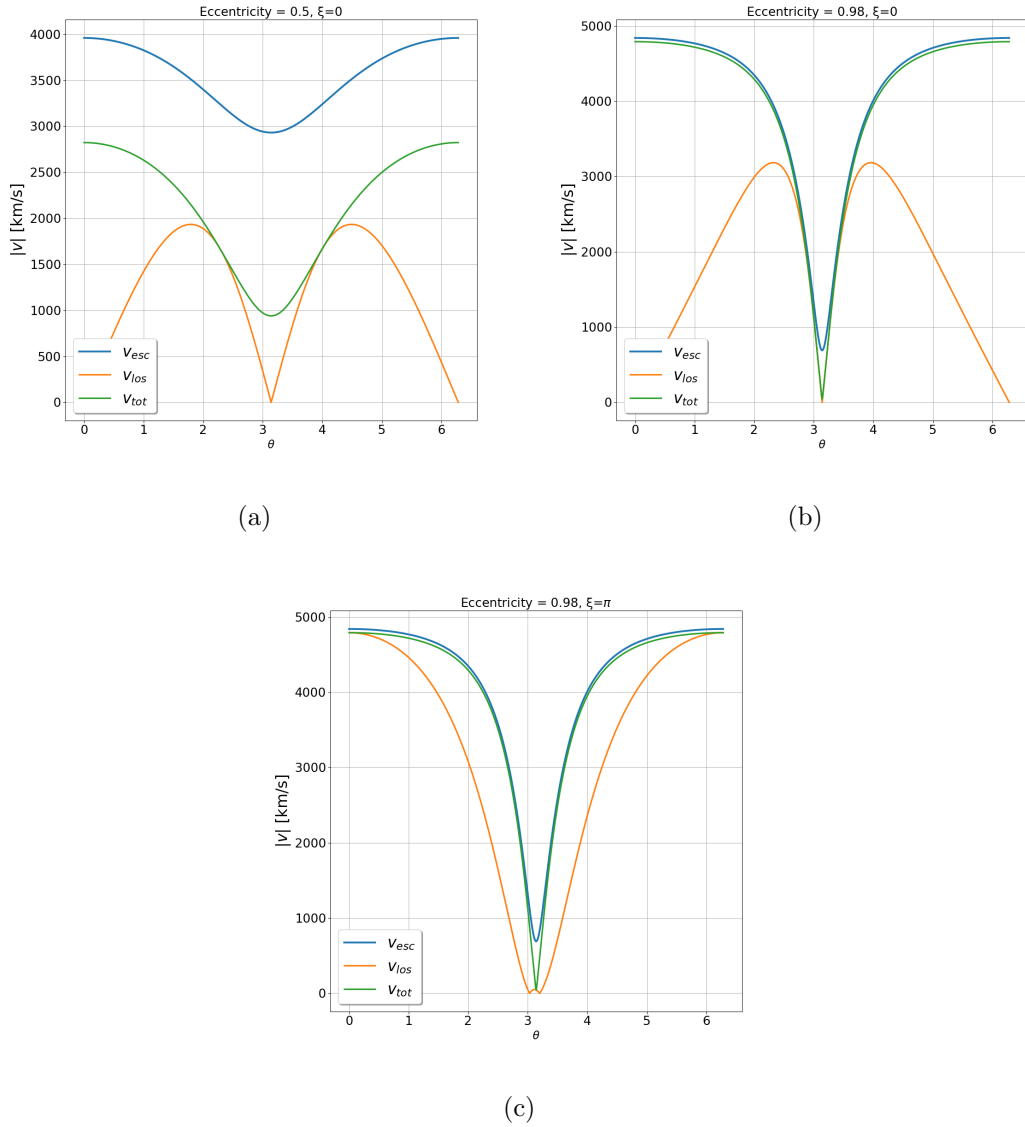 Eccentricity = 0.5, ξ=0
|v| [km/s]
4000
3500
3000
2500
2000
1500
1000
500
0
v_esc
v_los
v_tot
0 1 2 3 4 5 6
θ
(a)
Eccentricity = 0.98, ξ=0
|v| [km/s]
5000
4000
3000
2000
1000
0
v_esc
v_los
v_tot
0 1 2 3 4 5 6
θ
(b)
Eccentricity = 0.98, ξ=π
|v| [km/s]
5000
4000
3000
2000
1000
0
v_esc
v_los
v_tot
0 1 2 3 4 5 6
θ
(c)